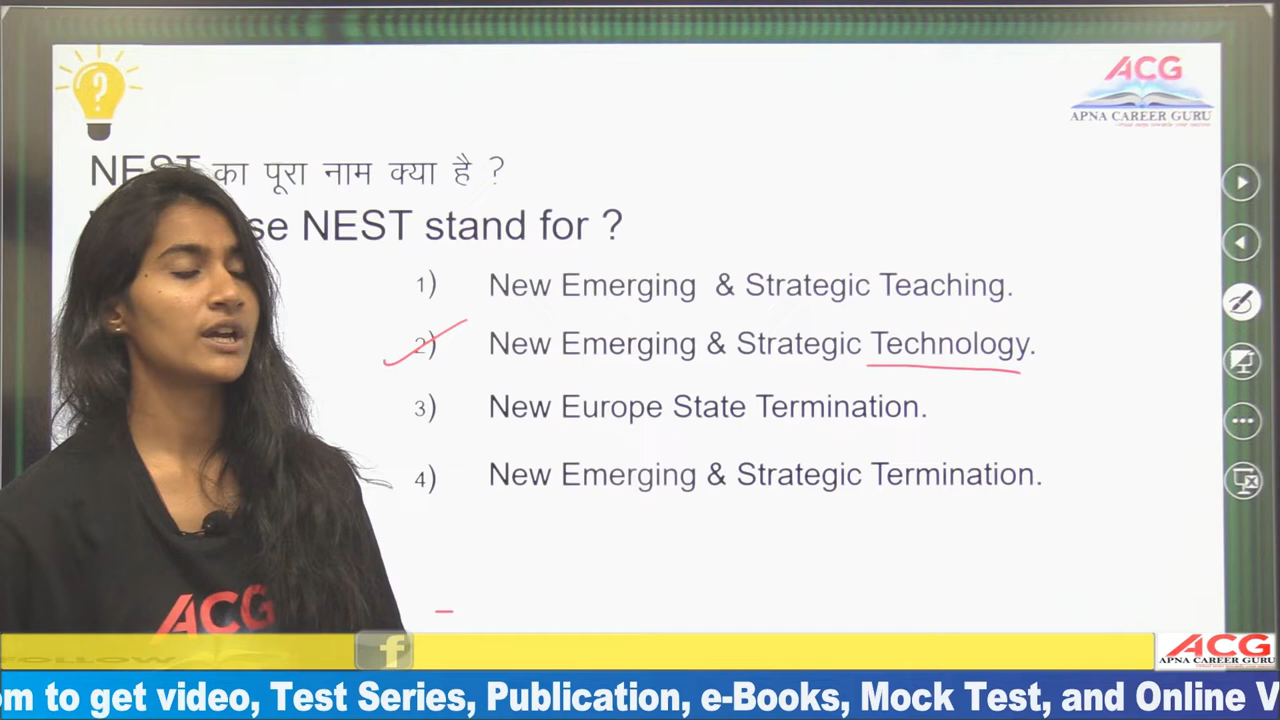 ACG
APNA CAREER GURU
NEST का पूरा नाम क्या है ?
se NEST stand for ?
1) New Emerging & Strategic Teaching.
2) New Emerging & Strategic Technology.
3) New Europe State Termination.
4) New Emerging & Strategic Termination.
ACG
FOLLOW
f
ACG
APNA CAREER GURU
om to get video, Test Series, Publication, e-Books, Mock Test, and Online V